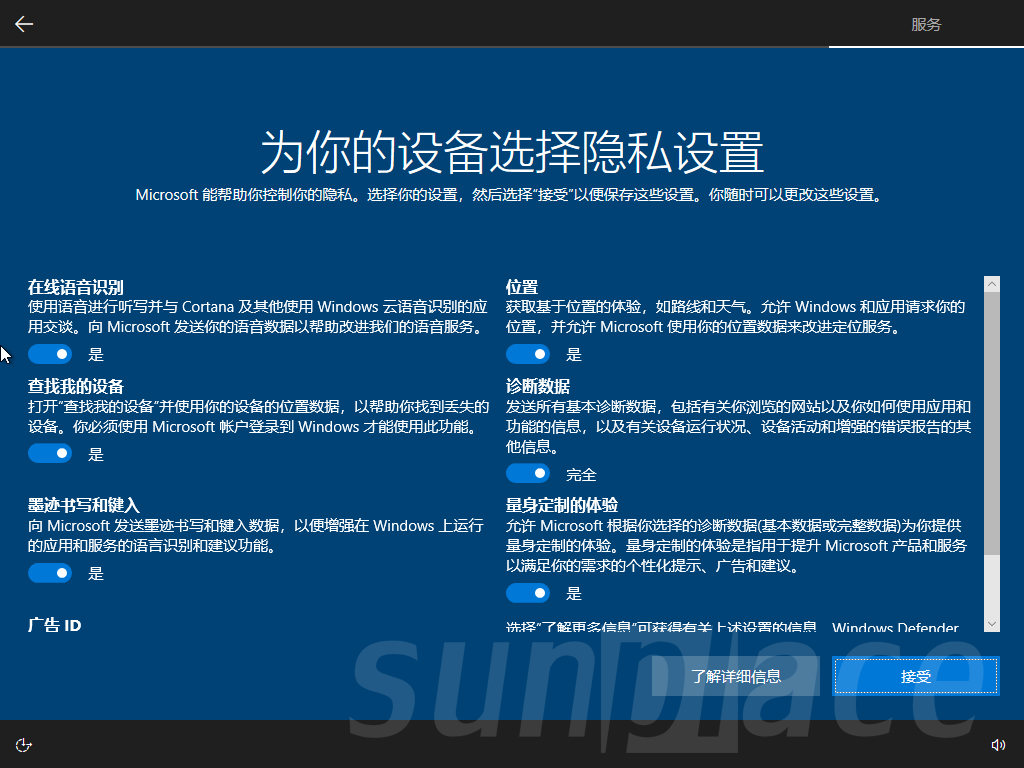 服务
为你的设备选择隐私设置
Microsoft 能帮助你控制你的隐私。选择你的设置，然后选择“接受”以便保存这些设置。你随时可以更改这些设置。
在线语音识别
使用语音进行听写并与 Cortana 及其他使用 Windows 云语音识别的应
用交谈。向 Microsoft 发送你的语音数据以帮助改进我们的语音服务。
是
查找我的设备
打开“查找我的设备”并使用你的设备的位置数据，以帮助你找到丢失的
设备。你必须使用 Microsoft 帐户登录到 Windows 才能使用此功能。
是
墨迹书写和键入
向 Microsoft 发送墨迹书写和键入数据，以便增强在 Windows 上运行
的应用和服务的语言识别和建议功能。
是
广告 ID
位置
获取基于位置的体验，如路线和天气。允许 Windows 和应用请求你的
位置，并允许 Microsoft 使用你的位置数据来改进定位服务。
是
诊断数据
发送所有基本诊断数据，包括有关你浏览的网站以及你如何使用应用和
功能的信息，以及有关设备运行状况、设备活动和增强的错误报告的其
他信息。
完全
量身定制的体验
允许 Microsoft 根据你选择的诊断数据(基本数据或完整数据)为你提供
量身定制的体验。量身定制的体验是指用于提升 Microsoft 产品和服务
以满足你的需求的个性化提示、广告和建议。
是
选择“了解更多信息”可获得有关上述设置的信息、Windows Defender
了解详细信息
接受
sunplace